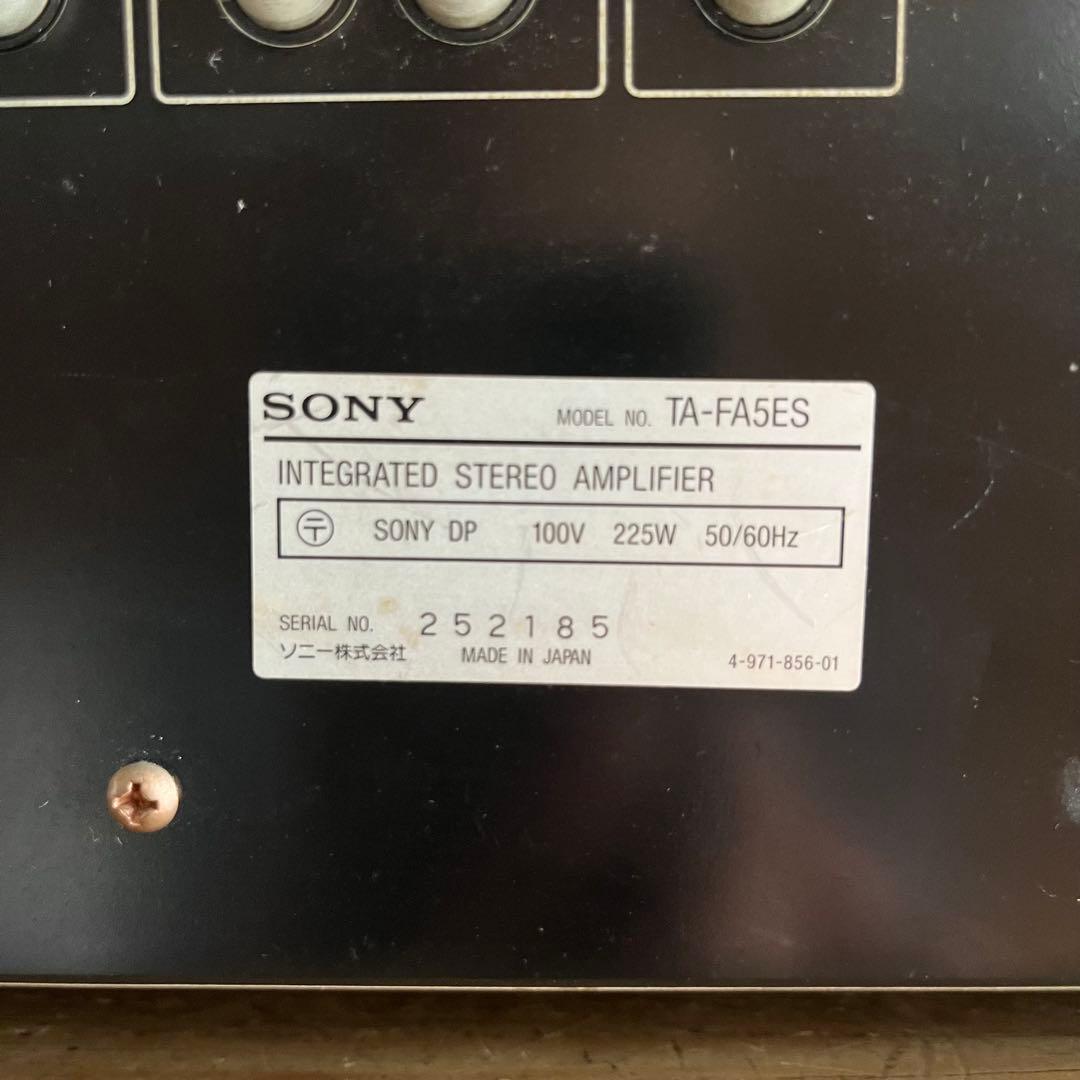 SONY MODEL NO. TA-FA5ES
INTEGRATED STEREO AMPLIFIER
〶 SONY DP 100V 225W 50/60Hz
SERIAL NO. 252185
ソニー株式会社 MADE IN JAPAN 4-971-856-01